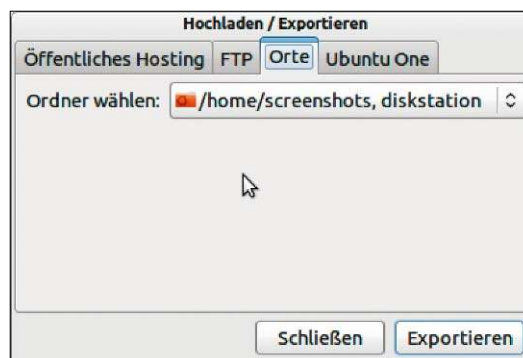 Hochladen / Exportieren
Öffentliches Hosting FTP Orte Ubuntu One
Ordner wählen: /home/screenshots, diskstation
Schließen Exportieren